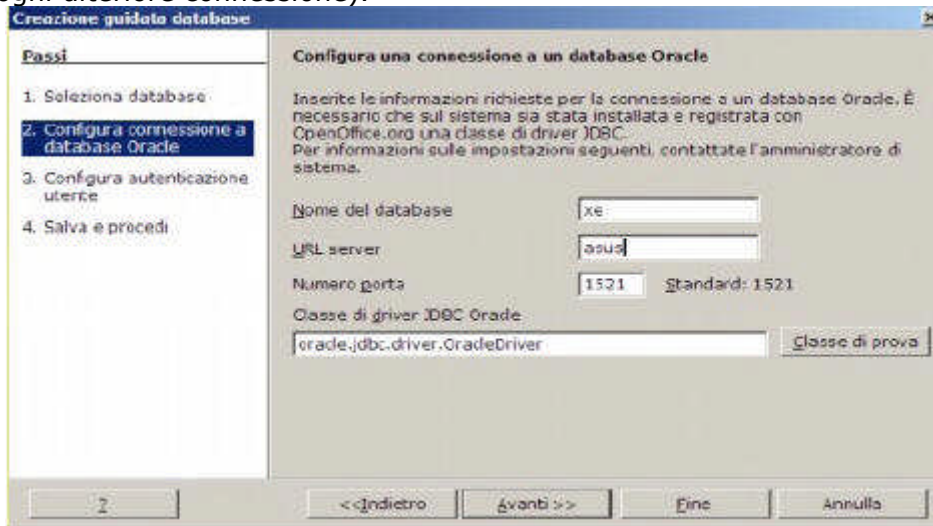 ogni ulteriore connessione).
Creazione guidata database
Passi
1. Seleziona database
2. Configura connessione a
database Oracle
3. Configura autenticazione
utente
4. Salva e procedi
Configura una connessione a un database Oracle
Inserite le informazioni richieste per la connessione a un database Oracle. È
necessario che sul sistema sia stata installata e registrata con
OpenOffice.org una classe di driver JDBC.
Per informazioni sulle impostazioni seguenti, contattate l'amministratore di
sistema.
Nome del database xe
URL server asus
Numero porta 1521 Standard: 1521
Classe di driver JDBC Oracle
oracle.jdbc.driver.OracleDriver Classe di prova
? <<Indietro Avanti >> Fine Annulla